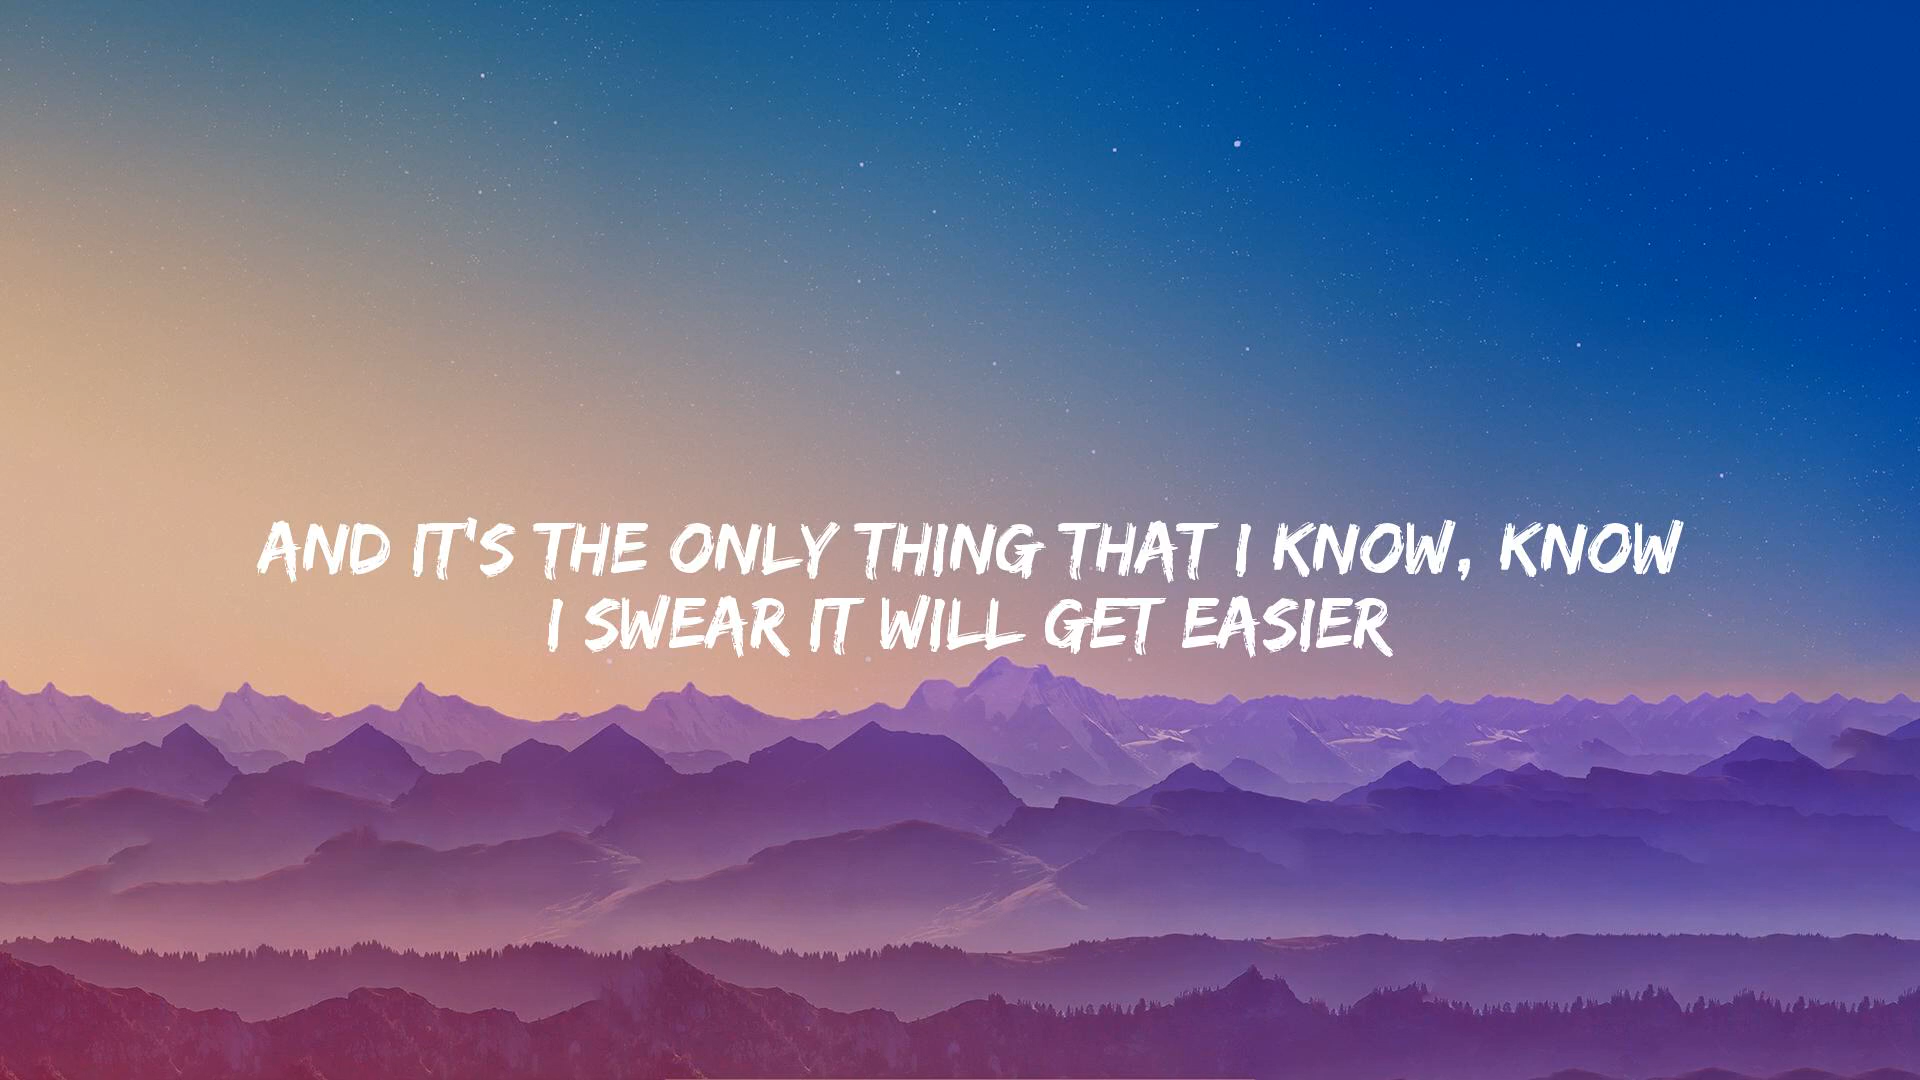 AND IT'S THE ONLY THING THAT I KNOW, KNOW
I SWEAR IT WILL GET EASIER